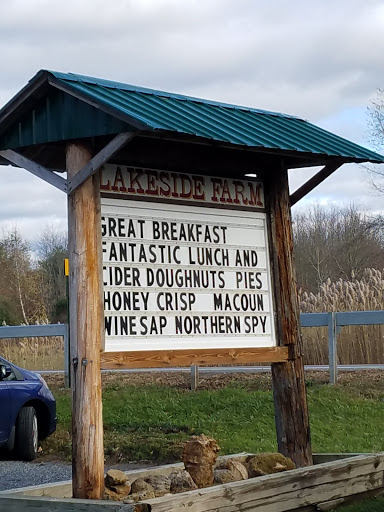 LAKESIDE FARM
GREAT BREAKFAST
FANTASTIC LUNCH AND
CIDER DOUGHNUTS PIES
HONEY CRISP MACOUN
WINESAP NORTHERN SPY